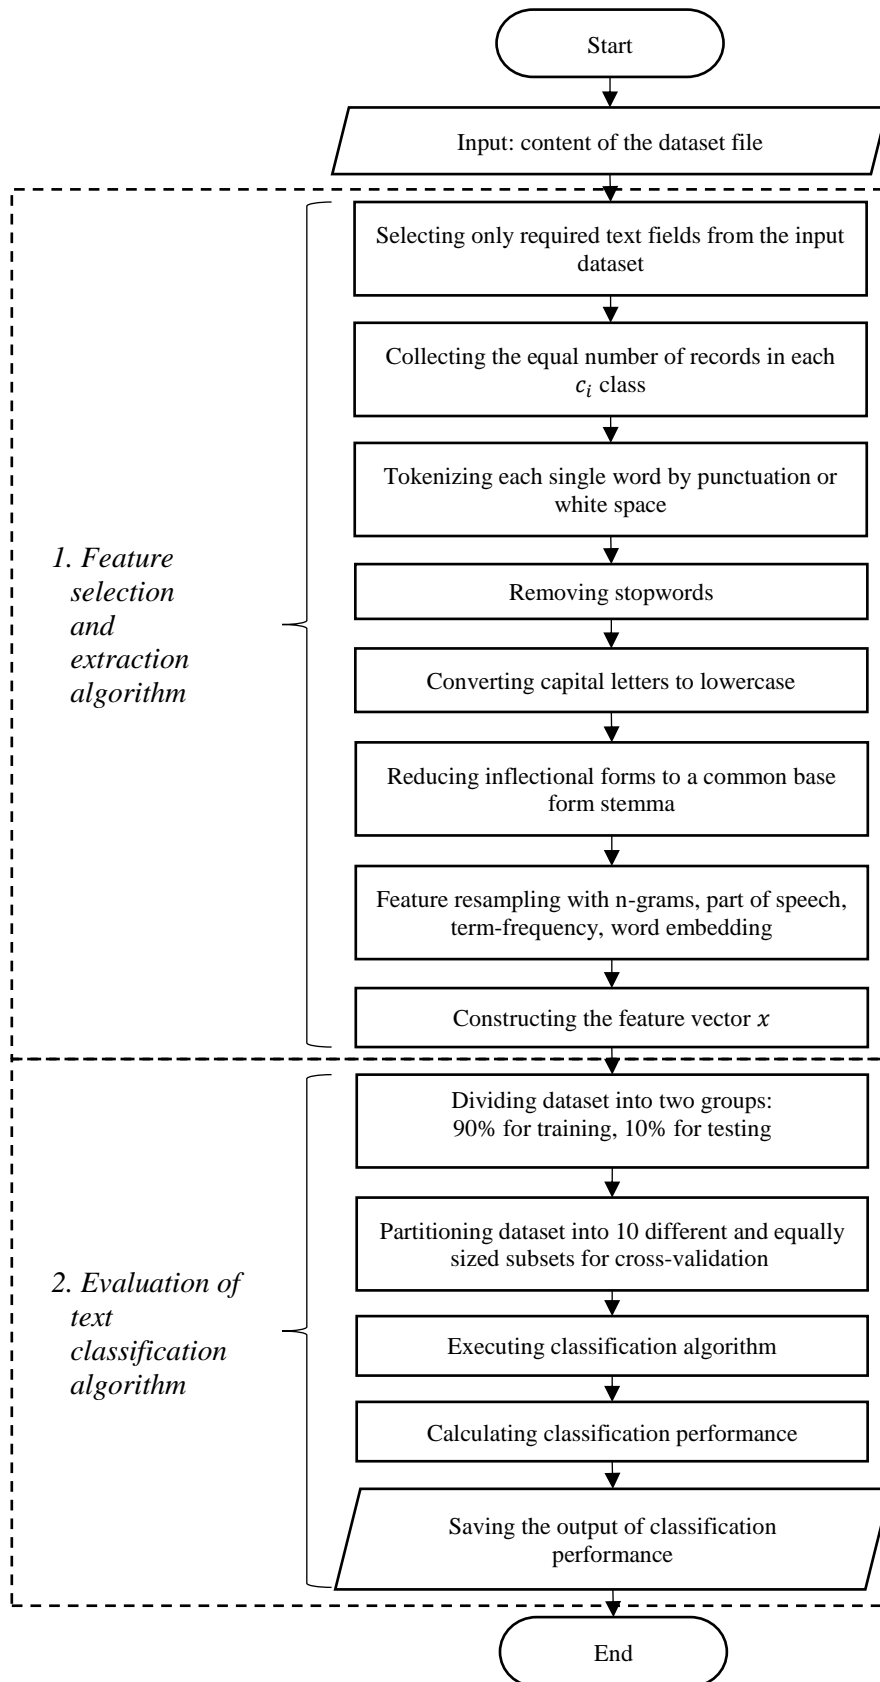 Start
Input: content of the dataset file
Selecting only required text fields from the input
dataset
Collecting the equal number of records in each
𝑐𝑖 class
Tokenizing each single word by punctuation or
white space
1. Feature
selection
and
extraction
algorithm
Removing stopwords
Converting capital letters to lowercase
Reducing inflectional forms to a common base
form stemma
Feature resampling with n-grams, part of speech,
term-frequency, word embedding
Constructing the feature vector 𝑥
Dividing dataset into two groups:
90% for training, 10% for testing
Partitioning dataset into 10 different and equally
sized subsets for cross-validation
2. Evaluation of
text
classification
algorithm
Executing classification algorithm
Calculating classification performance
Saving the output of classification
performance
End